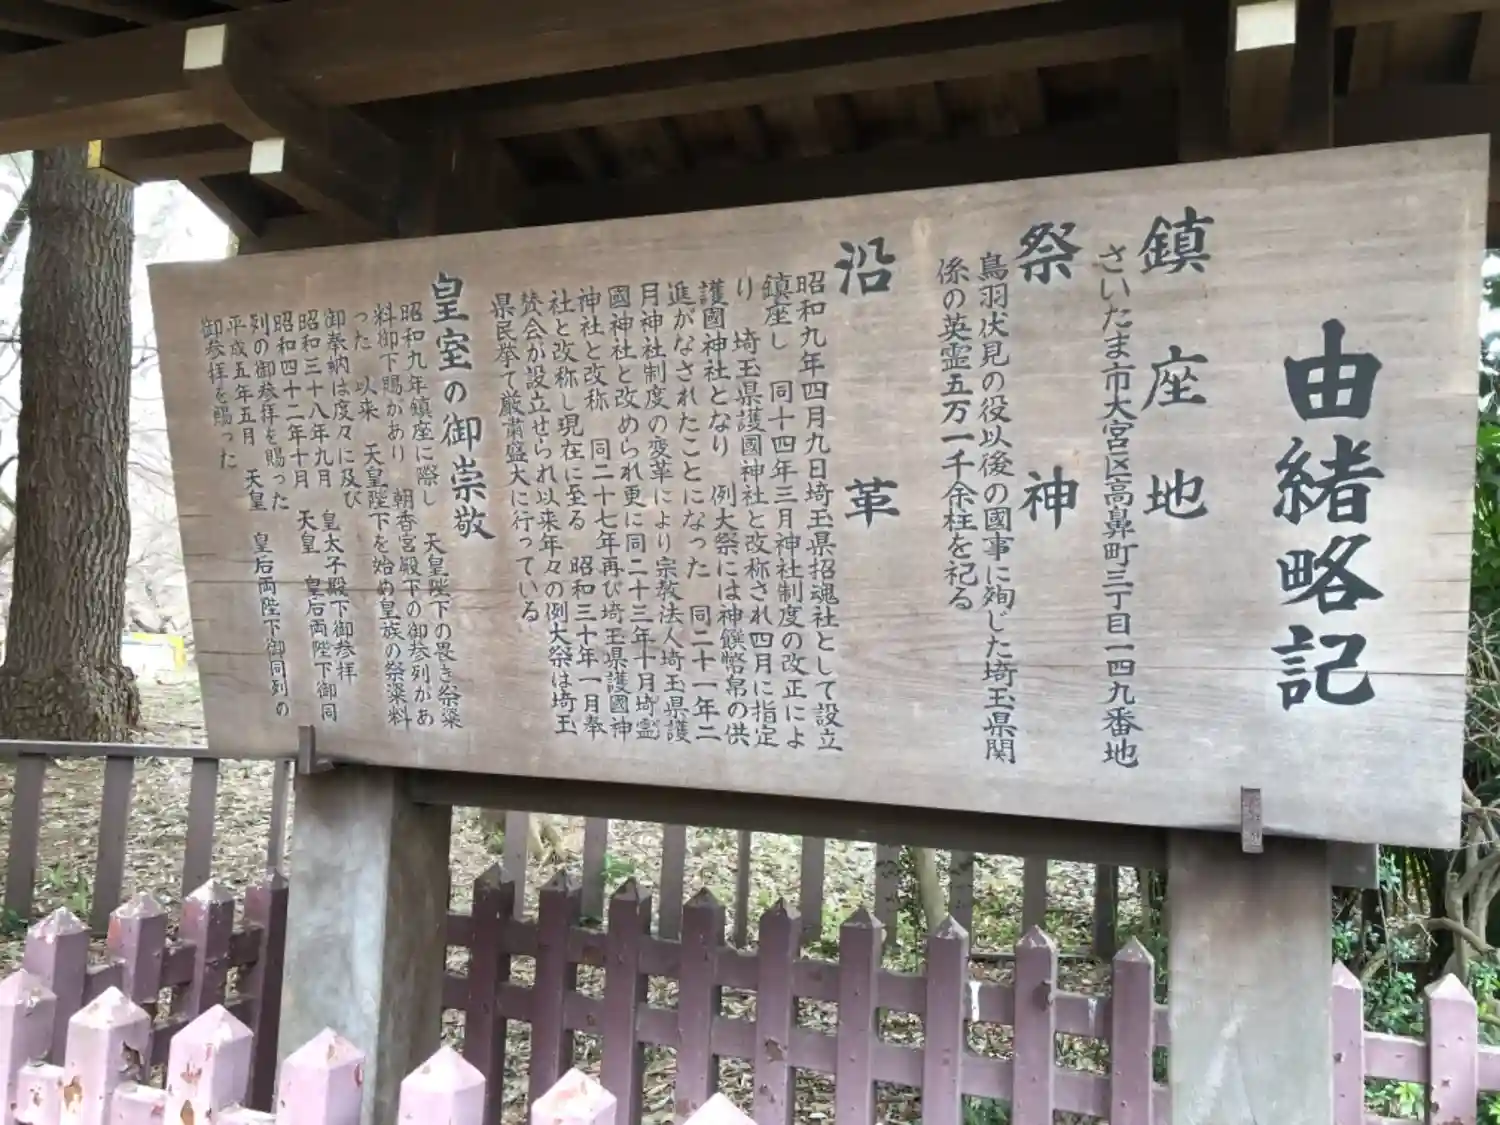 由緒略記
鎮座地
さいたま市大宮区高鼻町三丁目一四九番地
祭神
鳥羽伏見の役以後の國事に殉じた埼玉県関
係の英霊五万一千余柱を祀る
沿革
昭和九年四月九日埼玉県招魂社として設立
鎮座し 同十四年三月神社制度の改正によ
り 埼玉県護國神社と改称され四月に指定
護國神社となり 例大祭には神饌幣帛の供
進がなされたことになった 同二十一年二
月神社制度の変革により宗教法人埼玉県護
國神社と改められ更に同二十三年十月埼霊
神社と改称 同二十七年再び埼玉県護國神
社と改称し現在に至る 昭和三十年一月奉
賛会が設立せられ以来年々の例大祭は埼玉
県民挙て厳粛盛大に行っている
皇室の御崇敬
昭和九年鎮座に際し 天皇陛下の畏き祭粢
料御下賜があり 朝香宮殿下の御参列があ
った 以来 天皇陛下を始め皇族の祭粢料
御奉納は度々に及び
昭和三十八年九月 皇太子殿下御参拝
昭和四十二年十月 天皇 皇后両陛下御同
列の御参拝を賜った
平成五年五月 天皇 皇后両陛下御同列の
御参拝を賜った